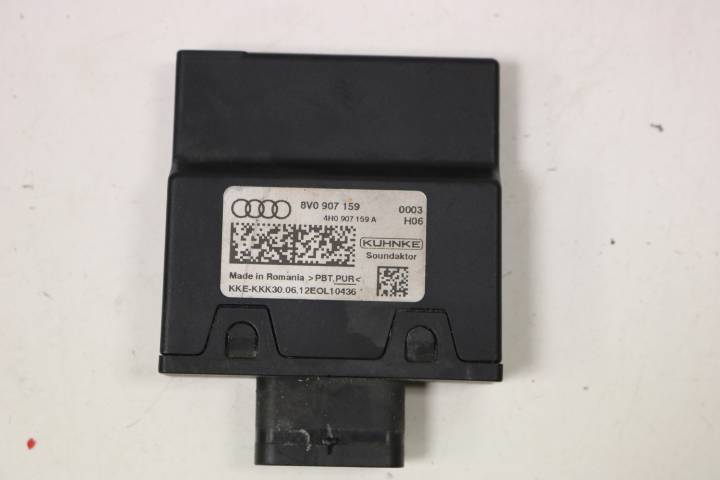 8V0 907 159 0003
4H0 907 159 A H06
KUHNKE
Soundaktor
Made in Romania >PBT,PUR<
KKE-KKK30.06.12EOL10436